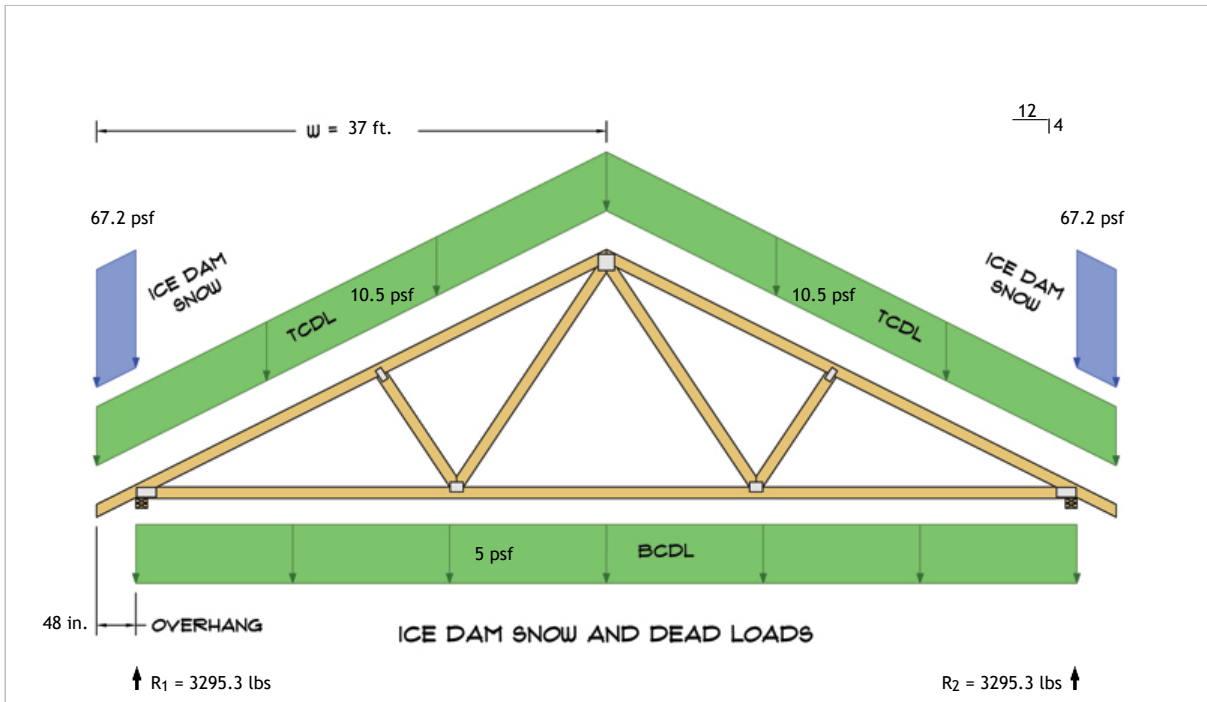 W = 37 ft.
12
4
67.2 psf
67.2 psf
ICE DAM
SNOW
ICE DAM
SNOW
10.5 psf
10.5 psf
TCDL
TCDL
5 psf
BCDL
48 in.
OVERHANG
ICE DAM SNOW AND DEAD LOADS
R1 = 3295.3 lbs
R2 = 3295.3 lbs